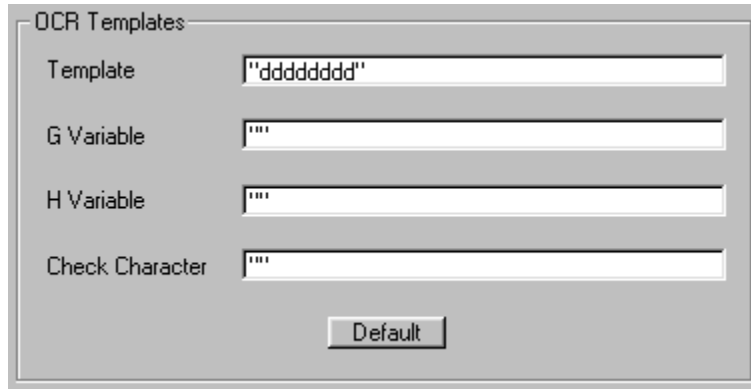 OCR Templates
Template "dddddddd"
G Variable ""
H Variable ""
Check Character ""
Default